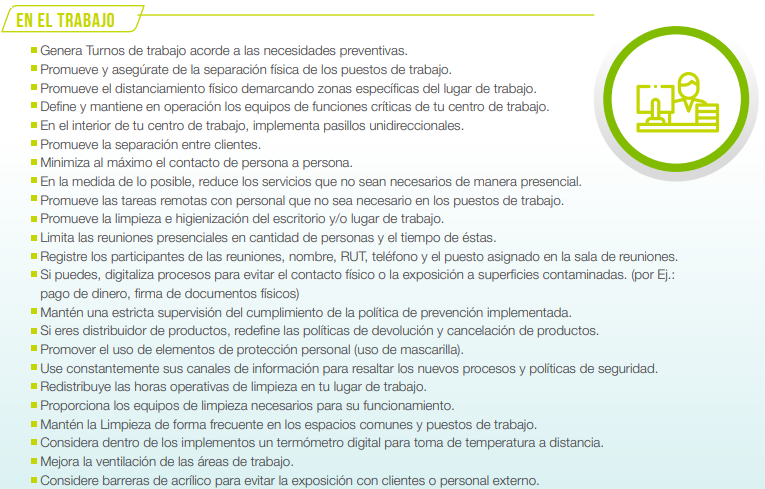 EN EL TRABAJO
Genera Turnos de trabajo acorde a las necesidades preventivas.
Promueve y asegúrate de la separación física de los puestos de trabajo.
Promueve el distanciamiento físico demarcando zonas específicas del lugar de trabajo.
Define y mantiene en operación los equipos de funciones críticas de tu centro de trabajo.
En el interior de tu centro de trabajo, implementa pasillos unidireccionales.
Promueve la separación entre clientes.
Minimiza al máximo el contacto de persona a persona.
En la medida de lo posible, reduce los servicios que no sean necesarios de manera presencial.
Promueve las tareas remotas con personal que no sea necesario en los puestos de trabajo.
Promueve la limpieza e higienización del escritorio y/o lugar de trabajo.
Limita las reuniones presenciales en cantidad de personas y el tiempo de éstas.
Registre los participantes de las reuniones, nombre, RUT, teléfono y el puesto asignado en la sala de reuniones.
Si puedes, digitaliza procesos para evitar el contacto físico o la exposición a superficies contaminadas. (por Ej.:
pago de dinero, firma de documentos físicos)
Mantén una estricta supervisión del cumplimiento de la política de prevención implementada.
Si eres distribuidor de productos, redefine las políticas de devolución y cancelación de productos.
Promover el uso de elementos de protección personal (uso de mascarilla).
Use constantemente sus canales de información para resaltar los nuevos procesos y políticas de seguridad.
Redistribuye las horas operativas de limpieza en tu lugar de trabajo.
Proporciona los equipos de limpieza necesarios para su funcionamiento.
Mantén la Limpieza de forma frecuente en los espacios comunes y puestos de trabajo.
Considera dentro de los implementos un termómetro digital para toma de temperatura a distancia.
Mejora la ventilación de las áreas de trabajo.
Considere barreras de acrílico para evitar la exposición con clientes o personal externo.